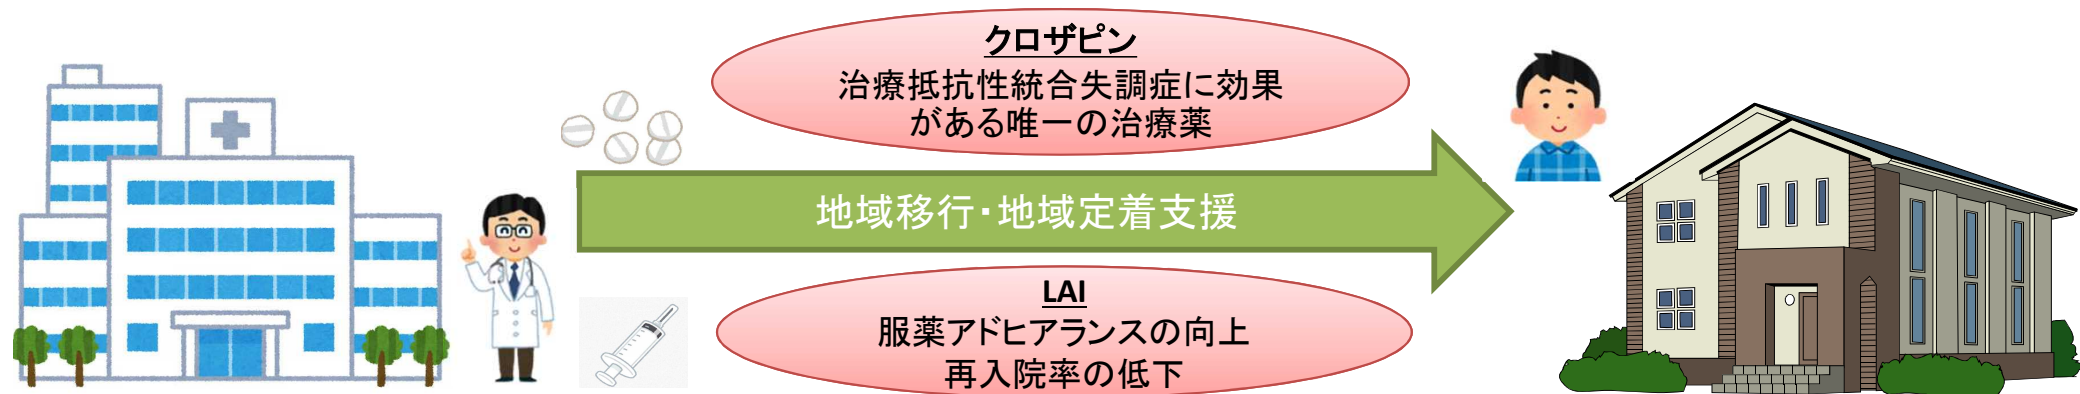 クロザピン
治療抵抗性統合失調症に効果
がある唯一の治療薬
地域移行・地域定着支援
LAI
服薬アドヒアランスの向上
再入院率の低下